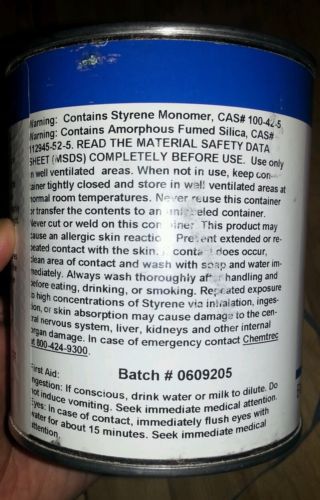 Warning: Contains Styrene Monomer, CAS# 100-42-5.
Warning: Contains Amorphous Fumed Silica, CAS#
112945-52-5. READ THE MATERIAL SAFETY DATA
SHEET (MSDS) COMPLETELY BEFORE USE. Use only
in well ventilated areas. When not in use, keep con-
ainer tightly closed and store in well ventilated areas at
normal room temperatures. Never reuse this container
or transfer the contents to an
Never cut or weld on this container. This product may
cause an allergic skin reaction. Prevent extended or re-
eated contact with the skin. If contact does occur,
clean area of contact and wash with soap and water im-
mediately. Always wash thoroughly after handling and
before eating, drinking, or smoking. Repeated exposure
to high concentrations of Styrene via inhalation, inges-
on, or skin absorption may cause damage to the cen-
ral nervous system, liver, kidneys and other internal
organ damage. In case of emergency contact Chemtrec
at 800-424-9300.
Batch # 0609205
First Aid:
ngestion: If conscious, drink water or milk to dilute. Do
not induce vomiting. Seek immediate medical attention.
Eyes: In case of contact, immediately flush eyes with
water for about 15 minutes. Seek immediate medical
attention.